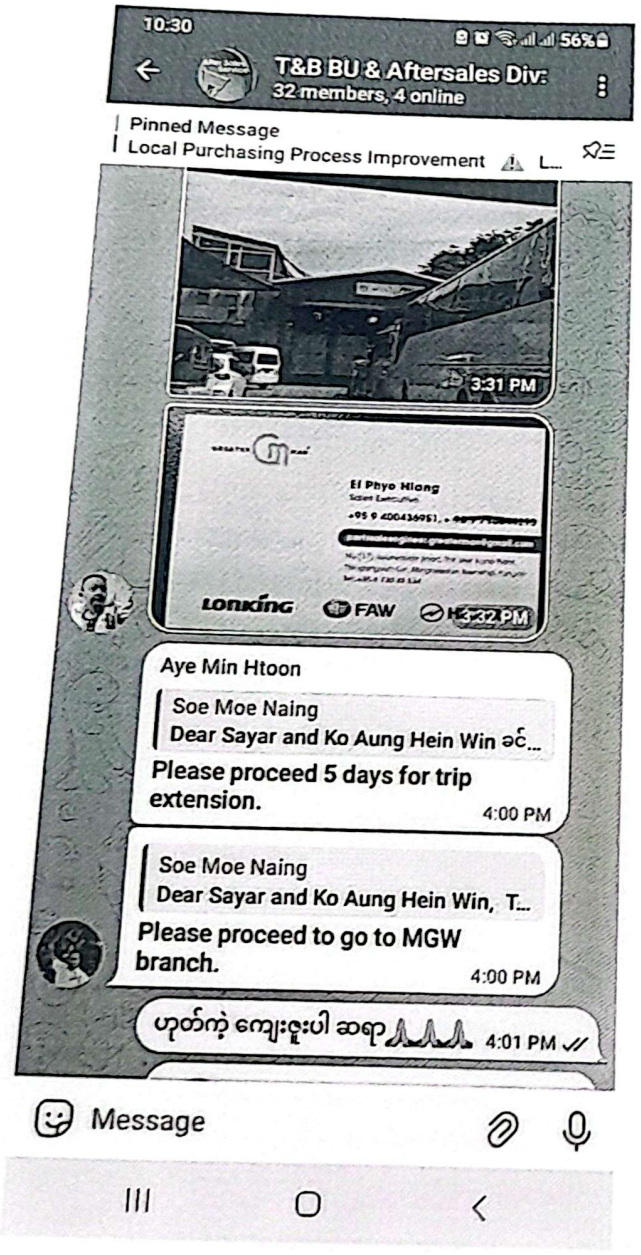 10:30
56%
T&B BU & Aftersales Div:
32 members, 4 online
Pinned Message
Local Purchasing Process Improvement ⚠ L...
3:31 PM
GREATER GM MAN
Ei Phyo Hlaing
Sales Executive
+95 9 400436951,
LONKING FAW
3:32 PM
Aye Min Htoon
Soe Moe Naing
Dear Sayar and Ko Aung Hein Win ခင်...
Please proceed 5 days for trip
extension.
4:00 PM
Soe Moe Naing
Dear Sayar and Ko Aung Hein Win, T...
Please proceed to go to MGW
branch.
4:00 PM
ဟုတ်ကဲ့ ကျေးဇူးပါ ဆရာ🙏🙏🙏 4:01 PM
Message